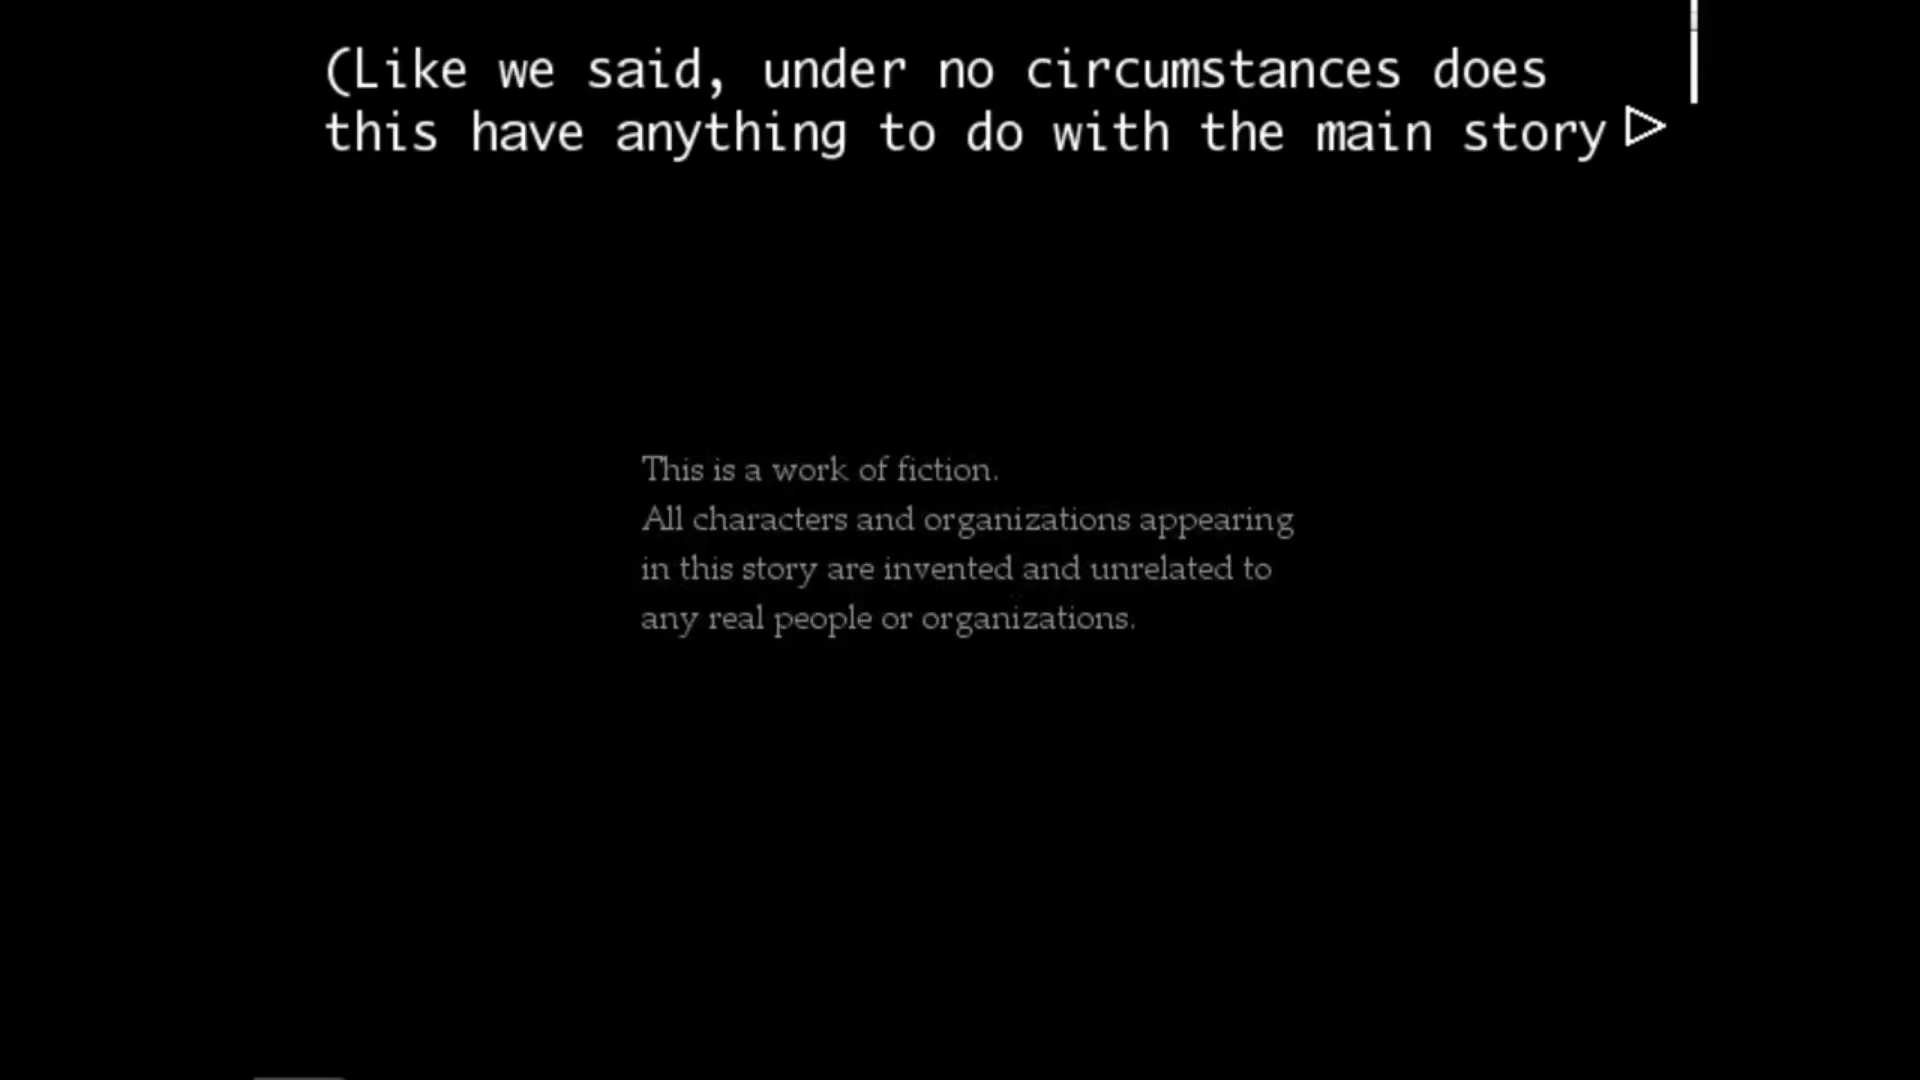 (Like we said, under no circumstances does
this have anything to do with the main story
This is a work of fiction.
All characters and organizations appearing
in this story are invented and unrelated to
any real people or organizations.